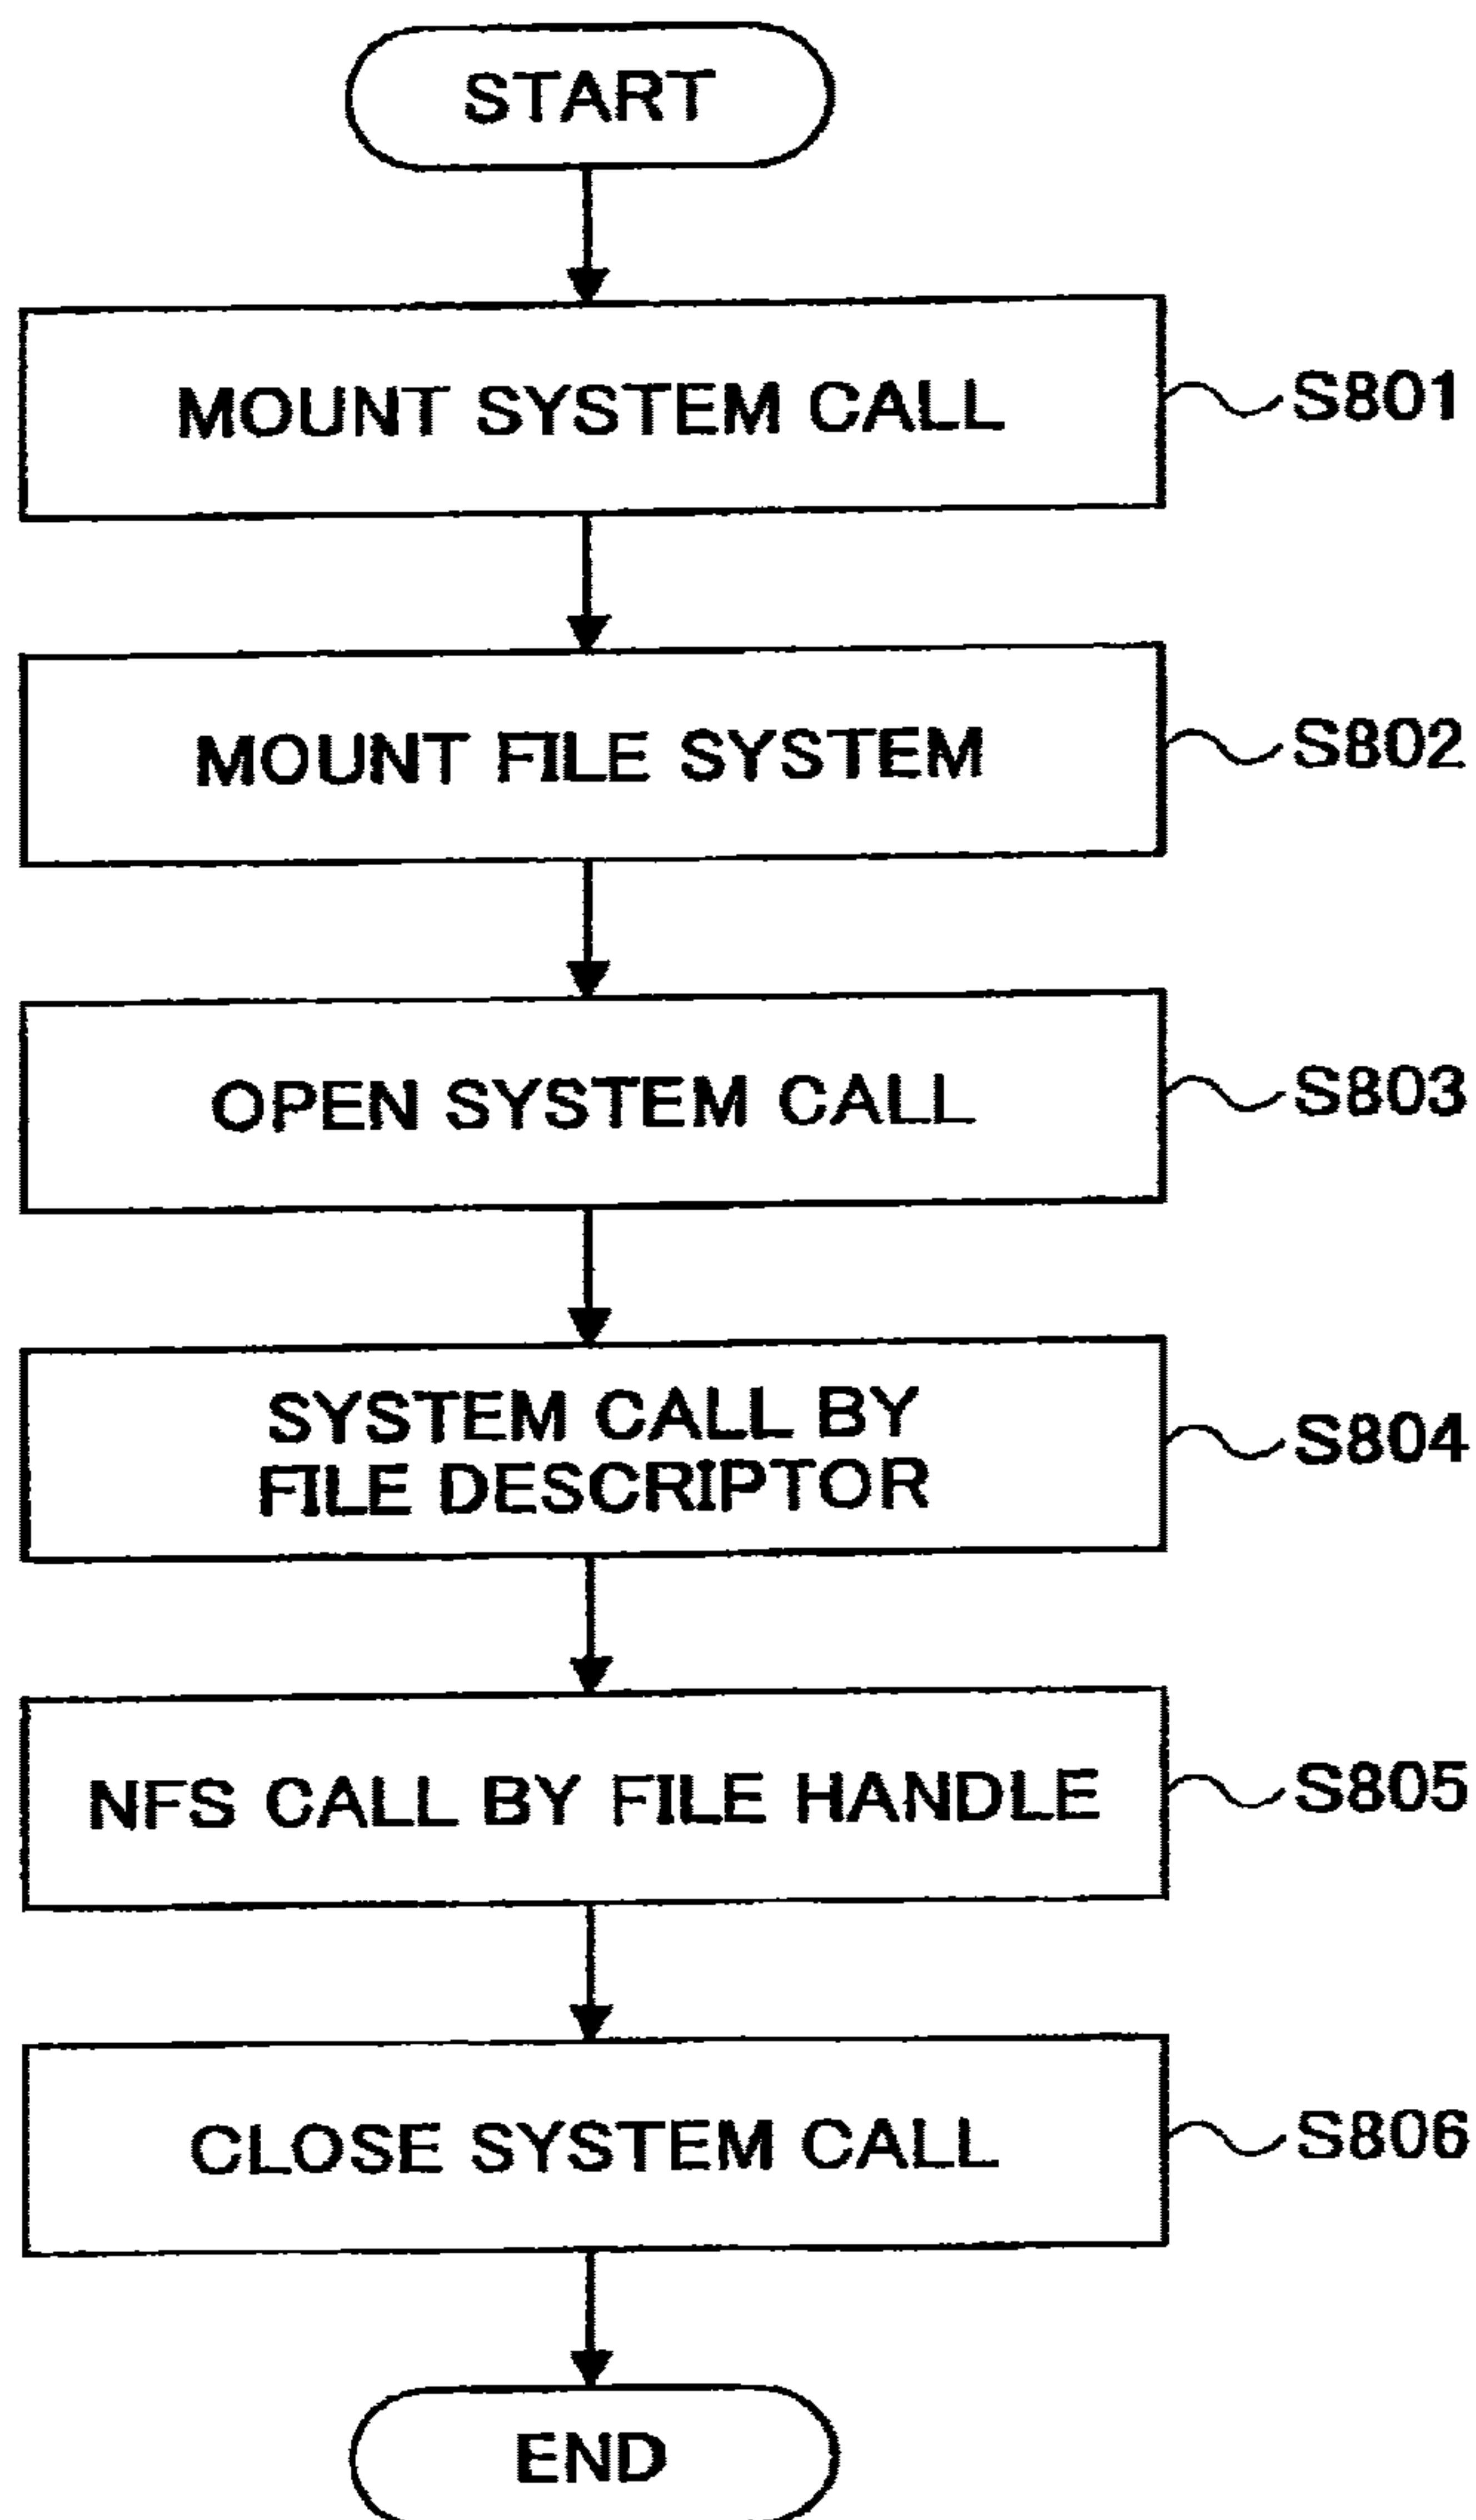 START
MOUNT SYSTEM CALL
S801
MOUNT FILE SYSTEM
S802
OPEN SYSTEM CALL
S803
SYSTEM CALL BY
FILE DESCRIPTOR
S804
NFS CALL BY FILE HANDLE
S805
CLOSE SYSTEM CALL
S806
END